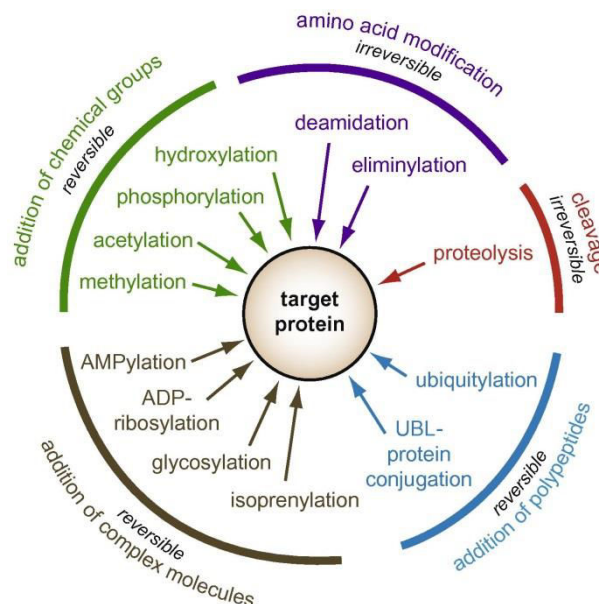 amino acid modification
irreversible
deamidation
eliminylation
addition of chemical groups
reversible
hydroxylation
phosphorylation
acetylation
methylation
cleavage
irreversible
proteolysis
target
protein
AMPylation
ADP-
ribosylation
glycosylation
isoprenylation
reversible
addition of complex molecules
ubiquitylation
UBL-
protein
conjugation
reversible
addition of polypeptides